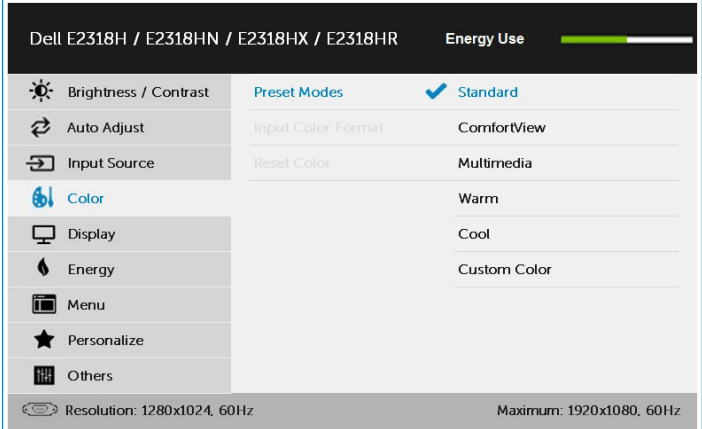 Dell E2318H / E2318HN / E2318HX / E2318HR Energy Use
Brightness / Contrast Preset Modes Standard
Auto Adjust Input Color Format ComfortView
Input Source Reset Color Multimedia
Color Warm
Display Cool
Energy Custom Color
Menu
Personalize
Others
Resolution: 1280x1024, 60Hz Maximum: 1920x1080, 60Hz